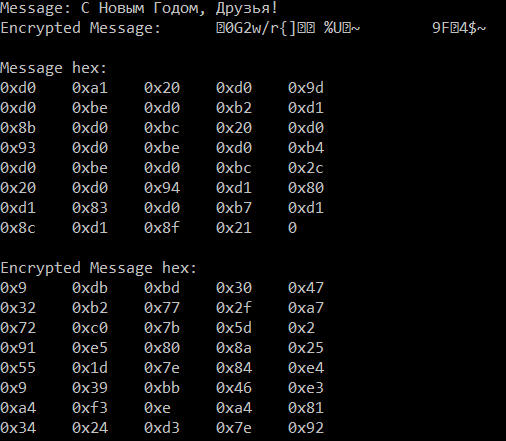 Message: С Новым Годом, Друзья!
Encrypted Message: �0G2w/r{]�� %U�~ 9F�4$~
Message hex:
0xd0 0xa1 0x20 0xd0 0x9d
0xd0 0xbe 0xd0 0xb2 0xd1
0x8b 0xd0 0xbc 0x20 0xd0
0x93 0xd0 0xbe 0xd0 0xb4
0xd0 0xbe 0xd0 0xbc 0x2c
0x20 0xd0 0x94 0xd1 0x80
0xd1 0x83 0xd0 0xb7 0xd1
0x8c 0xd1 0x8f 0x21 0
Encrypted Message hex:
0x9 0xdb 0xbd 0x30 0x47
0x32 0xb2 0x77 0x2f 0xa7
0x72 0xc0 0x7b 0x5d 0x2
0x91 0xe5 0x80 0x8a 0x25
0x55 0x1d 0x7e 0x84 0xe4
0x9 0x39 0xbb 0x46 0xe3
0xa4 0xf3 0xe 0xa4 0x81
0x34 0x24 0xd3 0x7e 0x92